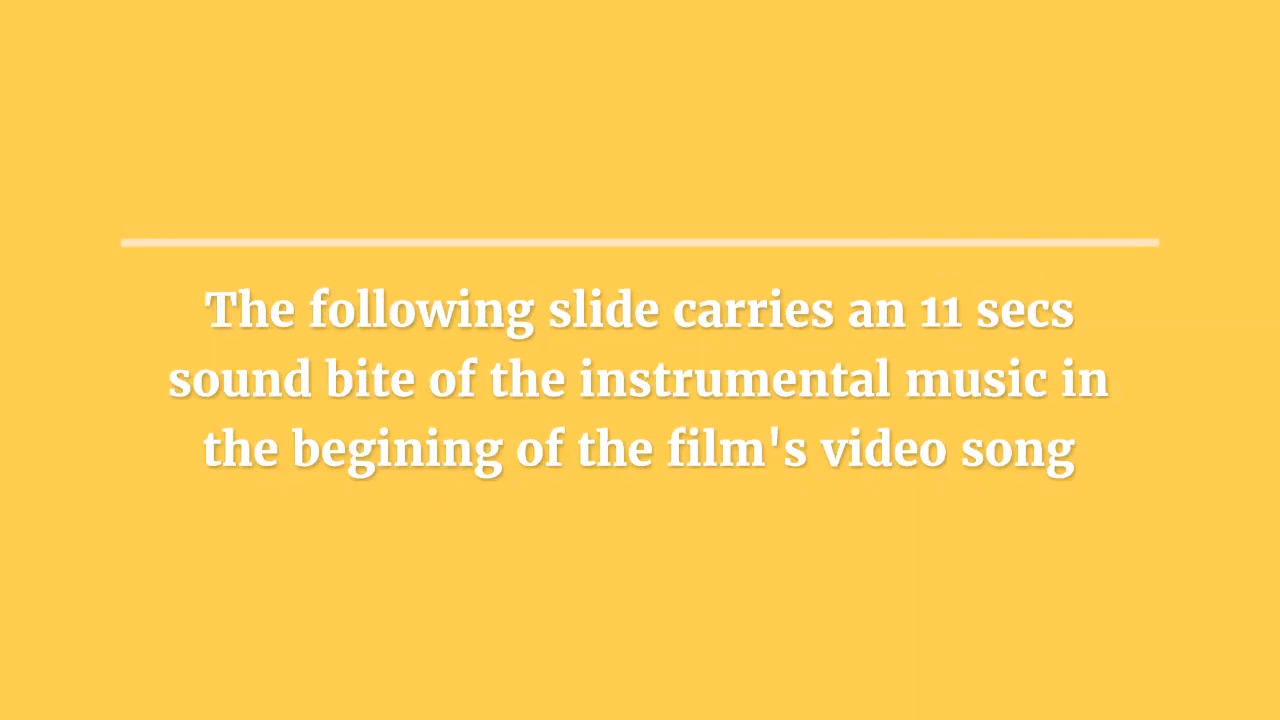 The following slide carries an 11 secs
sound bite of the instrumental music in
the begining of the film's video song